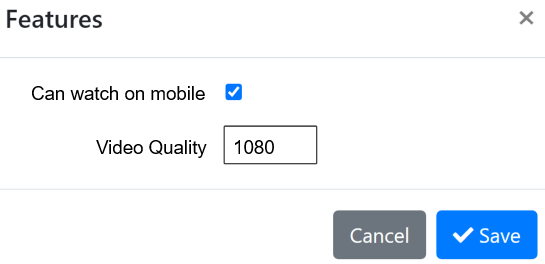 Features ×
Can watch on mobile
Video Quality 1080
Cancel Save